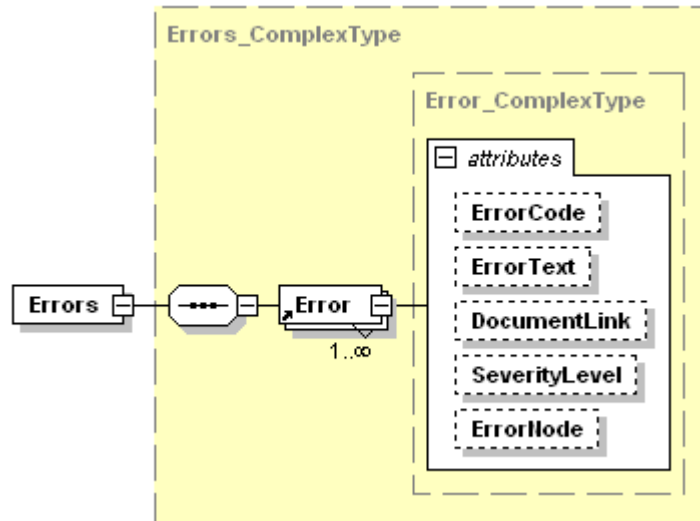 Errors_ComplexType
Error_ComplexType
attributes
ErrorCode
ErrorText
DocumentLink
SeverityLevel
ErrorNode
Errors
Error
1..∞